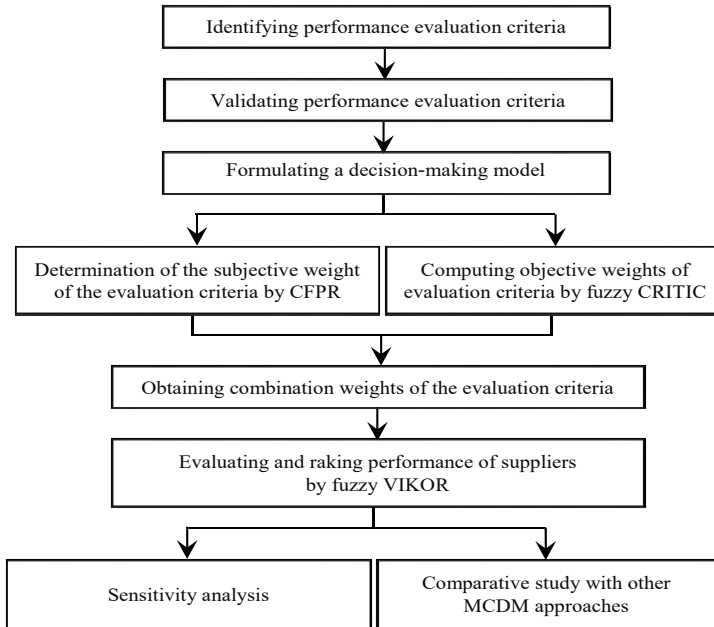 Identifying performance evaluation criteria
Validating performance evaluation criteria
Formulating a decision-making model
Determination of the subjective weight
of the evaluation criteria by CFPR
Computing objective weights of
evaluation criteria by fuzzy CRITIC
Obtaining combination weights of the evaluation criteria
Evaluating and raking performance of suppliers
by fuzzy VIKOR
Sensitivity analysis
Comparative study with other
MCDM approaches